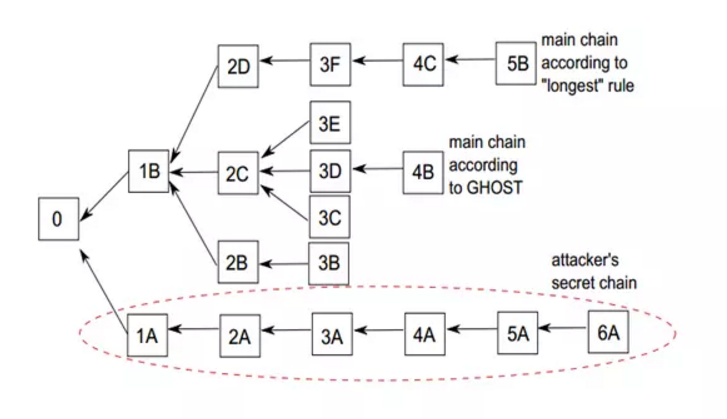 main chain
according to
"longest" rule
2D
3F
4C
5B
3E
main chain
according
to GHOST
1B
2C
3D
4B
0
3C
2B
3B
attacker's
secret chain
1A
2A
3A
4A
5A
6A